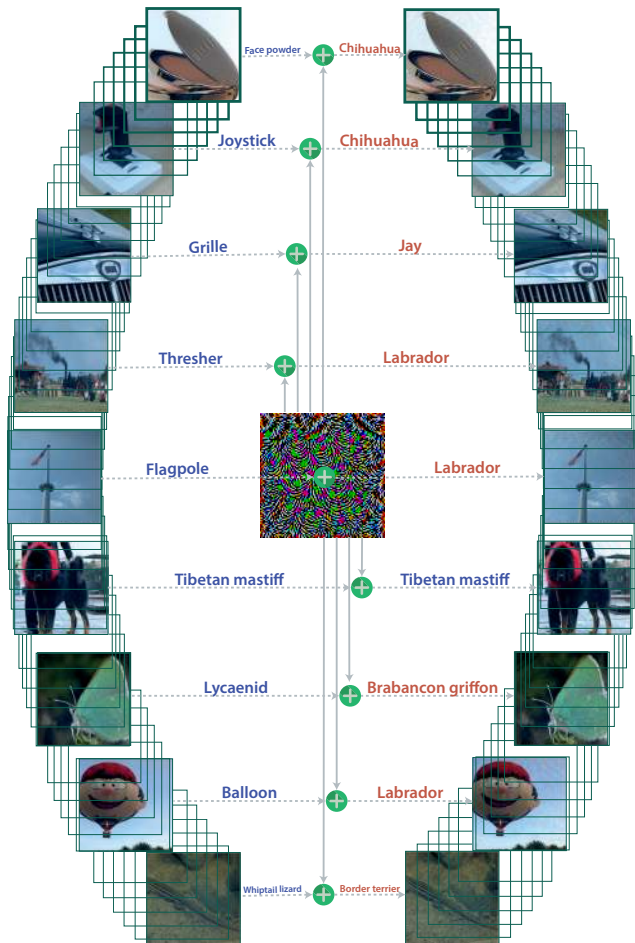 Face powder Chihuahua
Joystick Chihuahua
Grille Jay
Thresher Labrador
Flagpole Labrador
Tibetan mastiff Tibetan mastiff
Lycaenid Brabancon griffon
Balloon Labrador
Whiptail lizard Border terrier